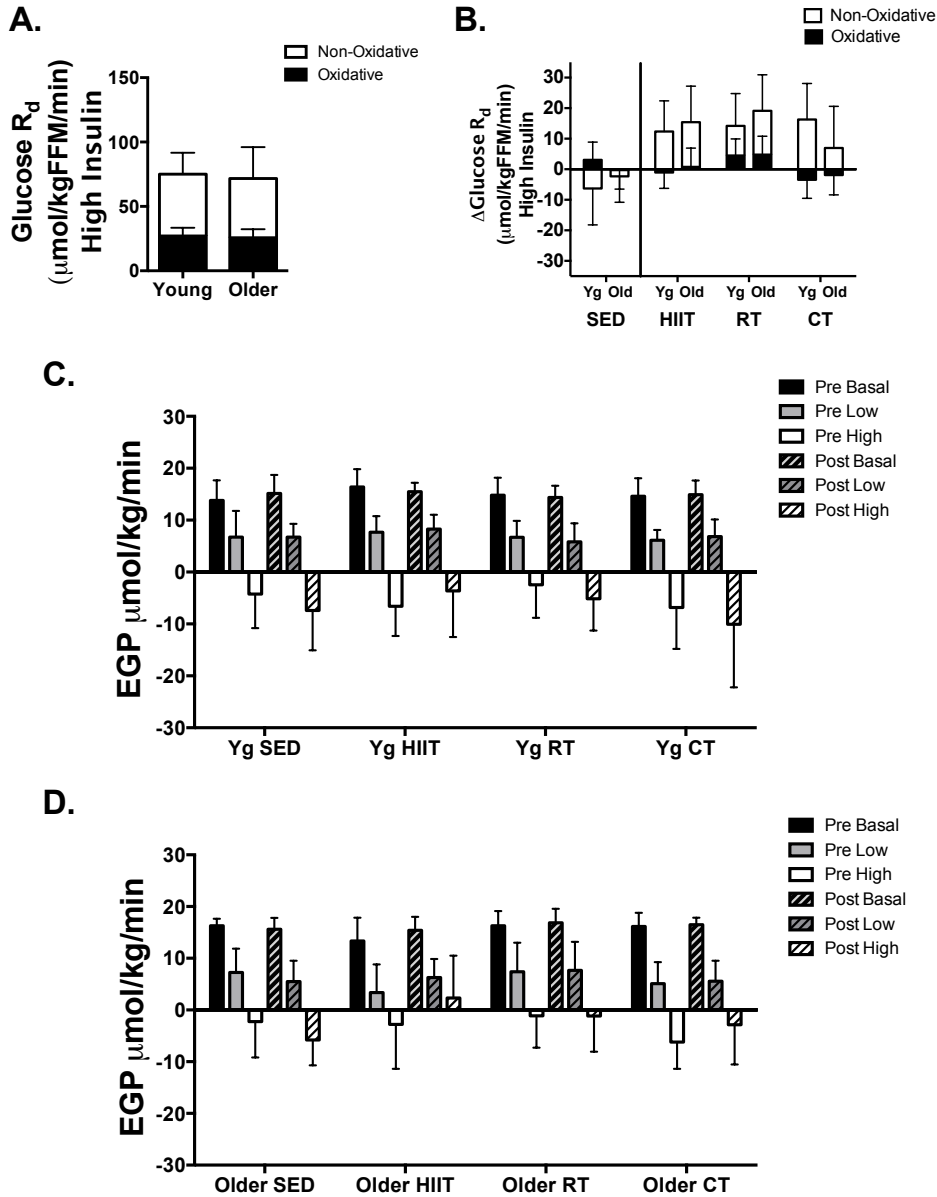 A.
Non-Oxidative
Oxidative
Glucose Rd
(μmol/kgFFM/min)
High Insulin
150
100
50
0
Young Older
B.
Non-Oxidative
Oxidative
ΔGlucose Rd
(μmol/kgFFM/min)
High Insulin
30
20
10
0
-10
-20
-30
Yg Old Yg Old Yg Old Yg Old
SED HIIT RT CT
C.
Pre Basal
Pre Low
Pre High
Post Basal
Post Low
Post High
EGP μmol/kg/min
30
20
10
0
-10
-20
-30
Yg SED Yg HIIT Yg RT Yg CT
D.
Pre Basal
Pre Low
Pre High
Post Basal
Post Low
Post High
EGP μmol/kg/min
30
20
10
0
-10
-20
-30
Older SED Older HIIT Older RT Older CT